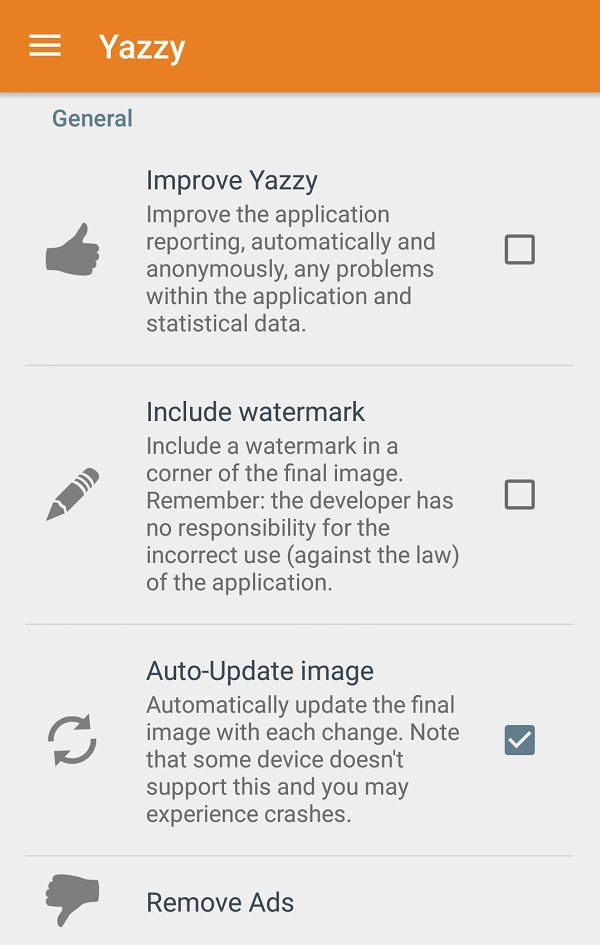 Yazzy
General
Improve Yazzy
Improve the application
reporting, automatically and
anonymously, any problems
within the application and
statistical data.
Include watermark
Include a watermark in a
corner of the final image.
Remember: the developer has
no responsibility for the
incorrect use (against the law)
of the application.
Auto-Update image
Automatically update the final
image with each change. Note
that some device doesn't
support this and you may
experience crashes.
Remove Ads